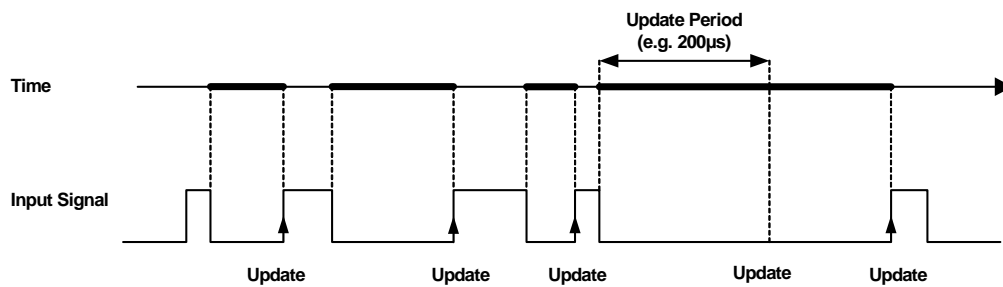 Update Period
(e.g. 200µs)
Time
Input Signal
Update
Update
Update
Update
Update